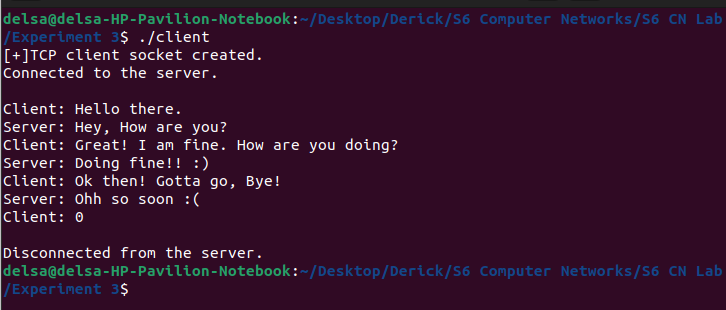 delsa@delsa-HP-Pavilion-Notebook:~/Desktop/Derick/S6 Computer Networks/S6 CN Lab
/Experiment 3$ ./client
[+]TCP client socket created.
Connected to the server.

Client: Hello there.
Server: Hey, How are you?
Client: Great! I am fine. How are you doing?
Server: Doing fine!! :)
Client: Ok then! Gotta go, Bye!
Server: Ohh so soon :(
Client: 0

Disconnected from the server.
delsa@delsa-HP-Pavilion-Notebook:~/Desktop/Derick/S6 Computer Networks/S6 CN Lab
/Experiment 3$